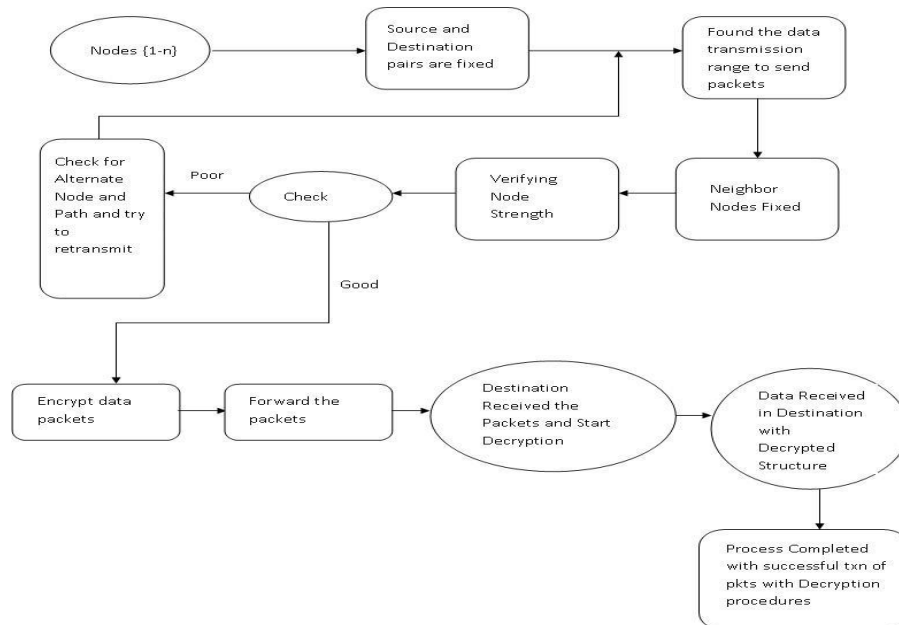 Nodes {1-n}
Source and
Destination
pairs are fixed
Found the data
transmission
range to send
packets
Check for
Alternate
Node and
Path and try
to
retransmit
Poor
Check
Verifying
Node
Strength
Neighbor
Nodes Fixed
Good
Encrypt data
packets
Forward the
packets
Destination
Received the
Packets and Start
Decryption
Data Received
in Destination
with
Decrypted
Structure
Process Completed
with successful txn of
pkts with Decryption
procedures